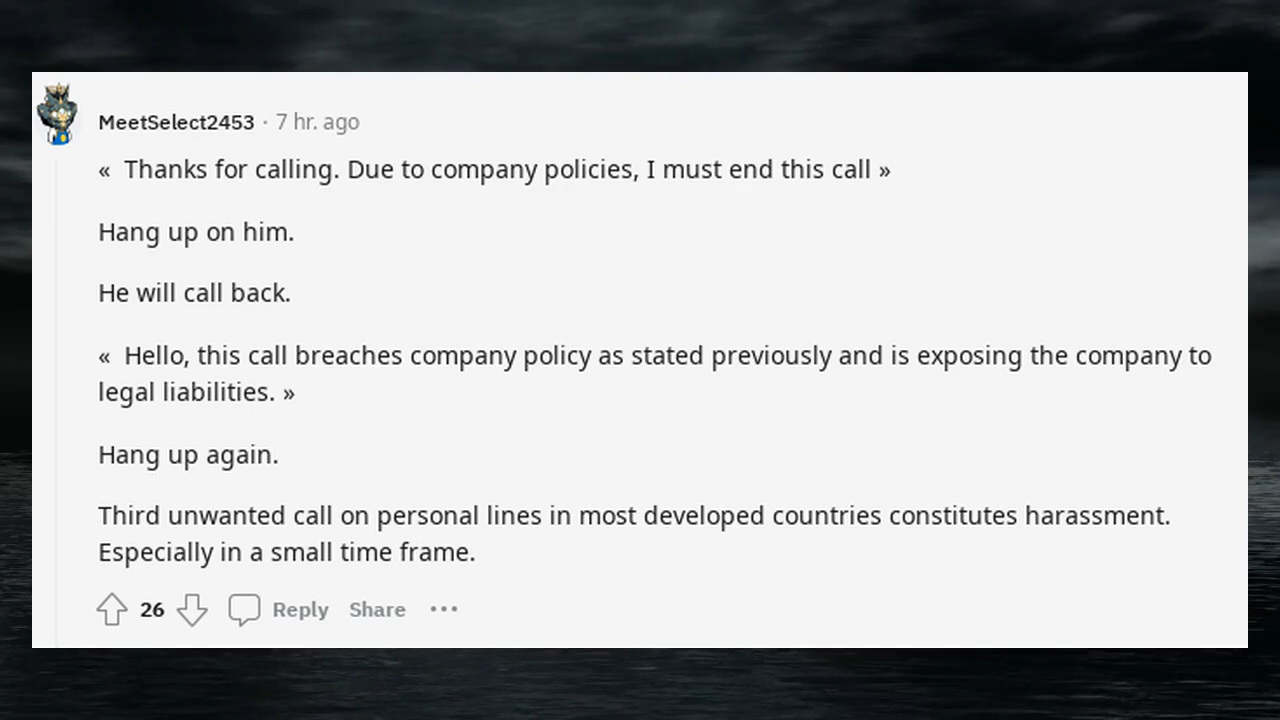 MeetSelect2453 · 7 hr. ago
«  Thanks for calling. Due to company policies, I must end this call »
Hang up on him.
He will call back.
«  Hello, this call breaches company policy as stated previously and is exposing the company to
legal liabilities. »
Hang up again.
Third unwanted call on personal lines in most developed countries constitutes harassment.
Especially in a small time frame.
26 Reply Share •••